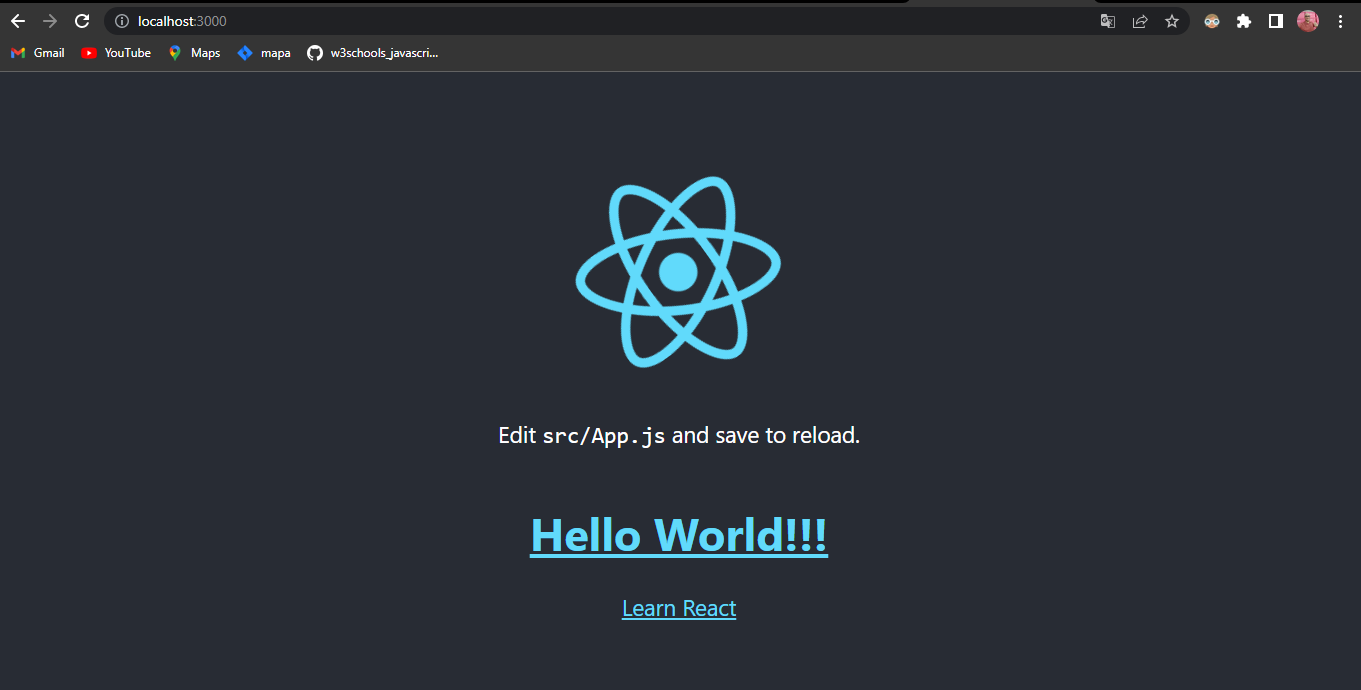 localhost:3000
Gmail YouTube Maps mapa w3schools_javascri...
Edit src/App.js and save to reload.
Hello World!!!
Learn React